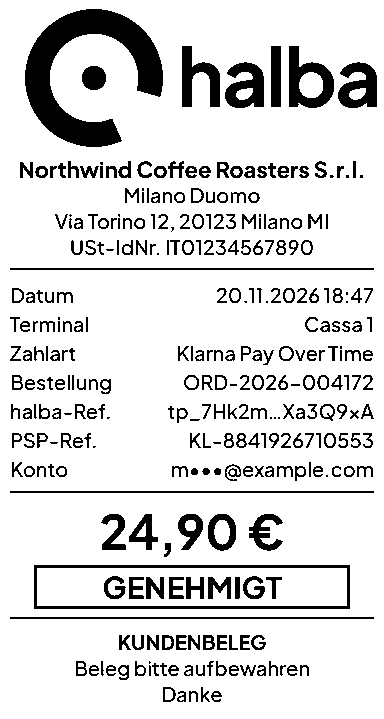 halba
Northwind Coffee Roasters S.r.l.
Milano Duomo
Via Torino 12, 20123 Milano MI
USt-IdNr. IT01234567890
Datum 20.11.2026 18:47
Terminal Cassa 1
Zahlart Klarna Pay Over Time
Bestellung ORD-2026-004172
halba-Ref. tp_7Hk2m…Xa3Q9xA
PSP-Ref. KL-8841926710553
Konto m•••@example.com
24,90 €
GENEHMIGT
KUNDENBELEG
Beleg bitte aufbewahren
Danke